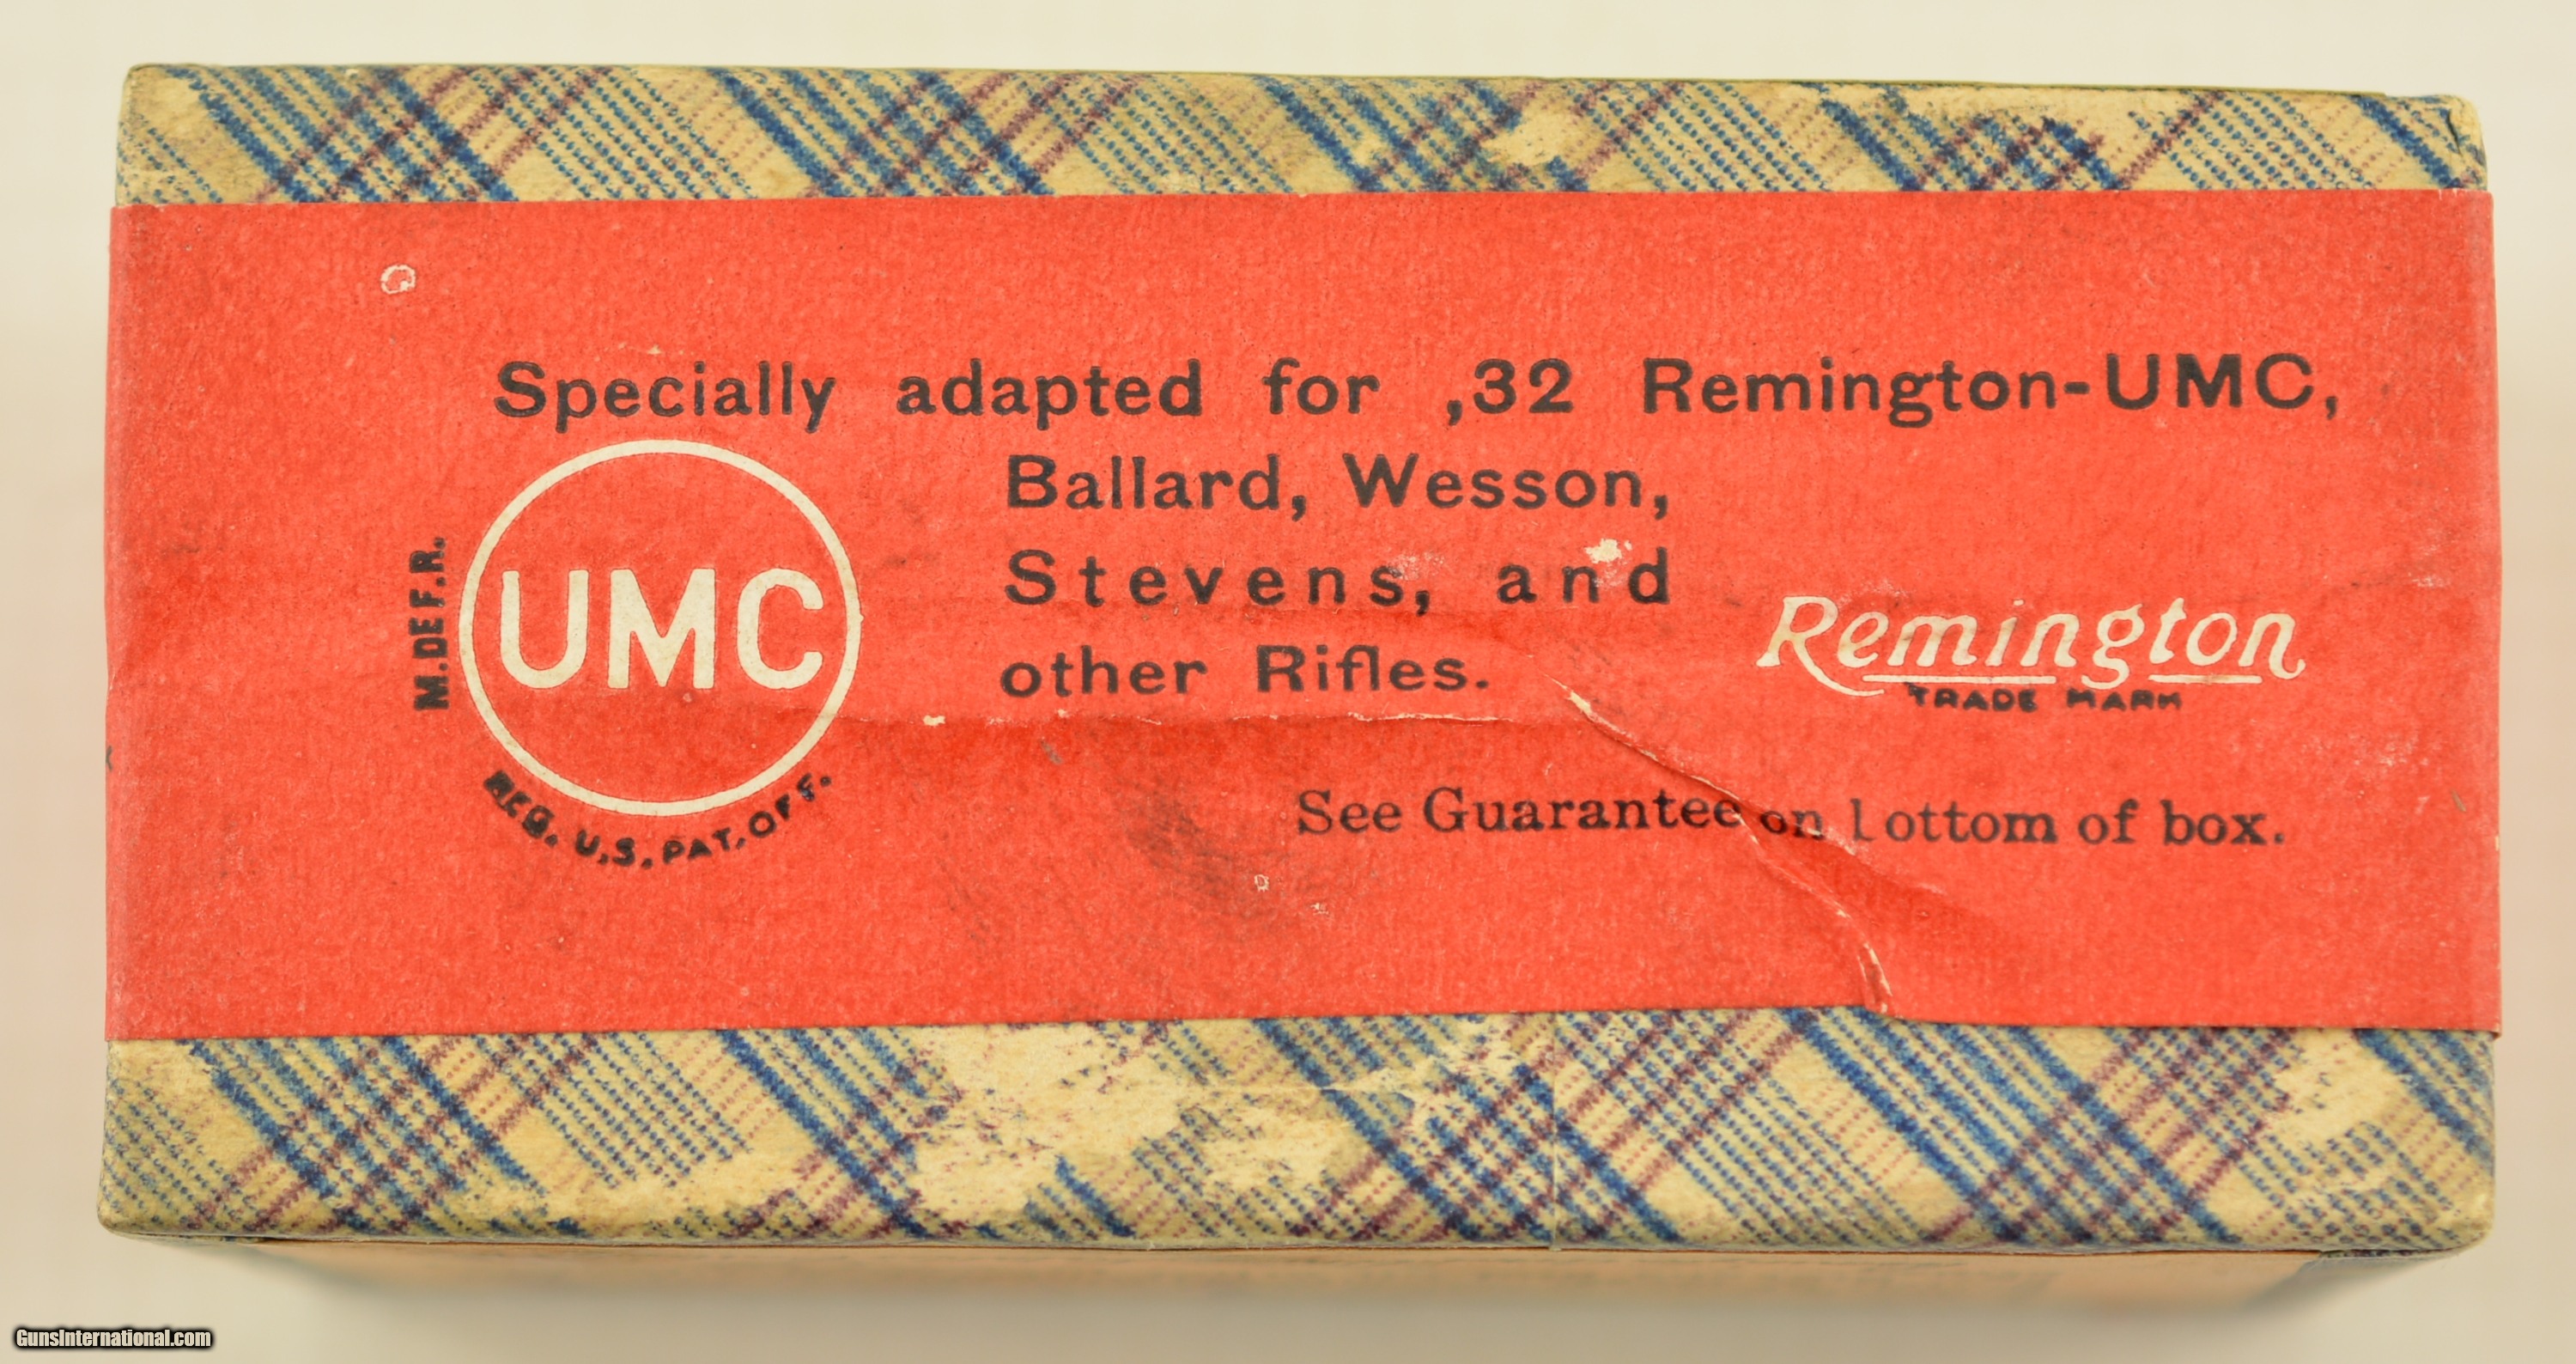 Specially adapted for ,32 Remington-UMC,
Ballard, Wesson,
Stevens, and
other Rifles.
M.DE F.R.
UMC
REG. U.S. PAT. OFF.
Remington
TRADE MARK
See Guarantee on bottom of box.
GunsInternational.com